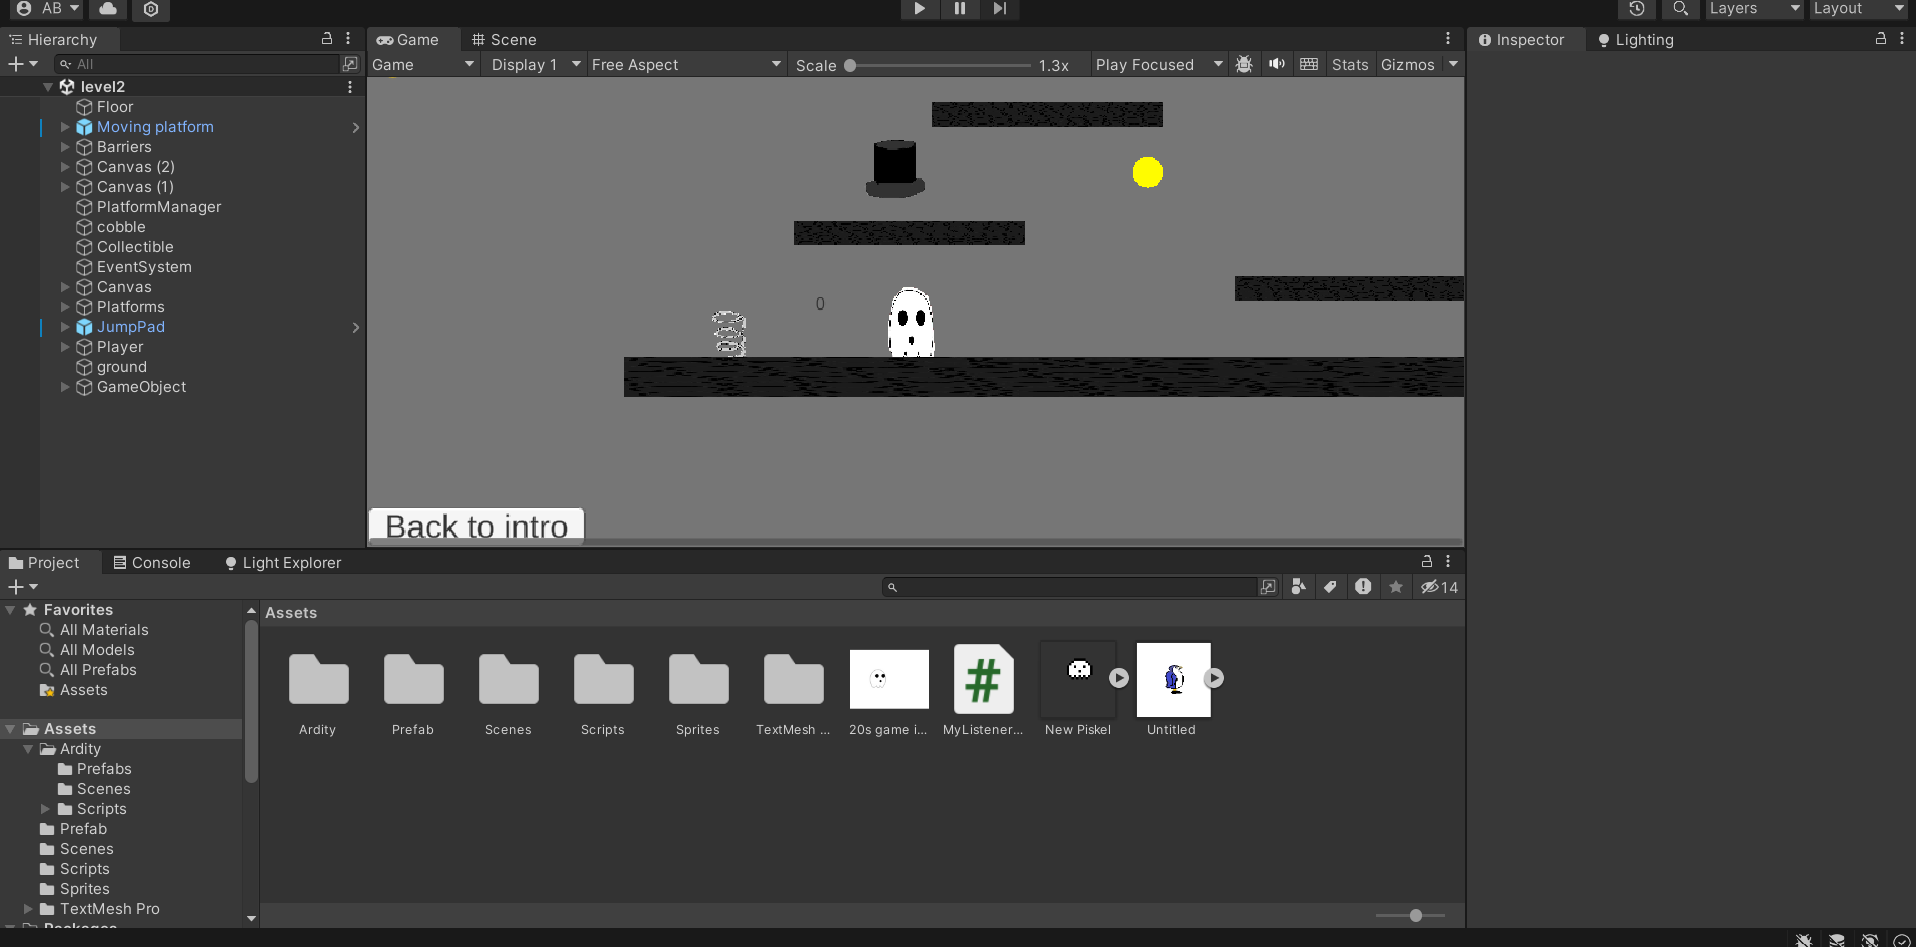 AB
Layers
Layout
Hierarchy
Game
Scene
Inspector
Lighting
All
Game
Display 1
Free Aspect
Scale
1.3x
Play Focused
Stats
Gizmos
level2
Floor
Moving platform
Barriers
Canvas (2)
Canvas (1)
PlatformManager
cobble
Collectible
EventSystem
Canvas
Platforms
JumpPad
Player
ground
GameObject
0
Back to intro
Project
Console
Light Explorer
14
Favorites
All Materials
All Models
All Prefabs
Assets
Assets
Ardity
Prefabs
Scenes
Scripts
Prefab
Scenes
Scripts
Sprites
TextMesh Pro
Packages
Assets
Ardity
Prefab
Scenes
Scripts
Sprites
TextMesh ...
20s game i...
MyListener...
New Piskel
Untitled